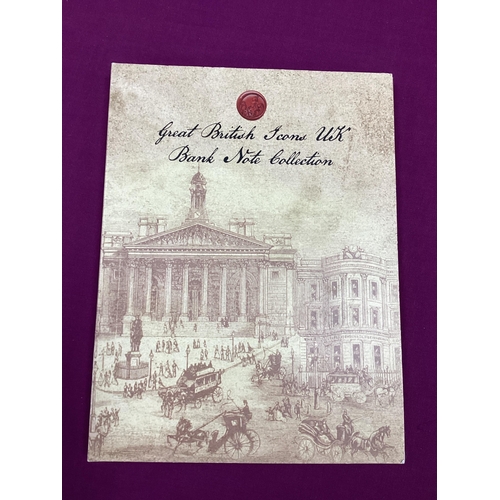 Great British Icons UK
Bank Note Collection